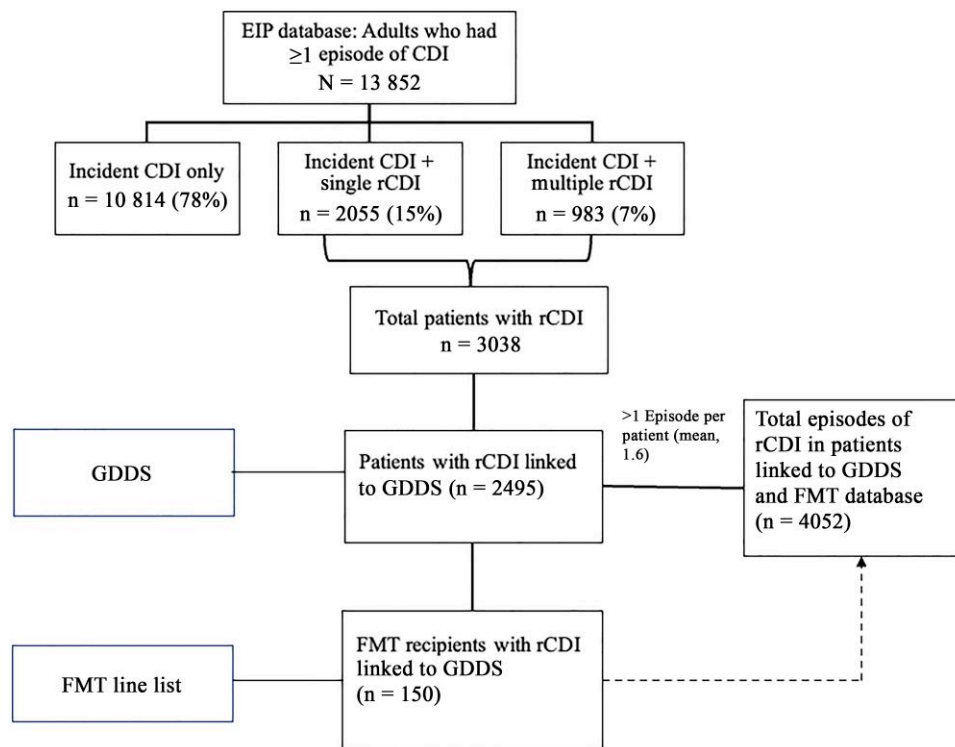 EIP database: Adults who had
≥1 episode of CDI
N = 13 852
Incident CDI only
n = 10 814 (78%)
Incident CDI +
single rCDI
n = 2055 (15%)
Incident CDI +
multiple rCDI
n = 983 (7%)
Total patients with rCDI
n = 3038
GDDS
Patients with rCDI linked
to GDDS (n = 2495)
>1 Episode per
patient (mean,
1.6)
Total episodes of
rCDI in patients
linked to GDDS
and FMT database
(n = 4052)
FMT line list
FMT recipients with rCDI
linked to GDDS
(n = 150)